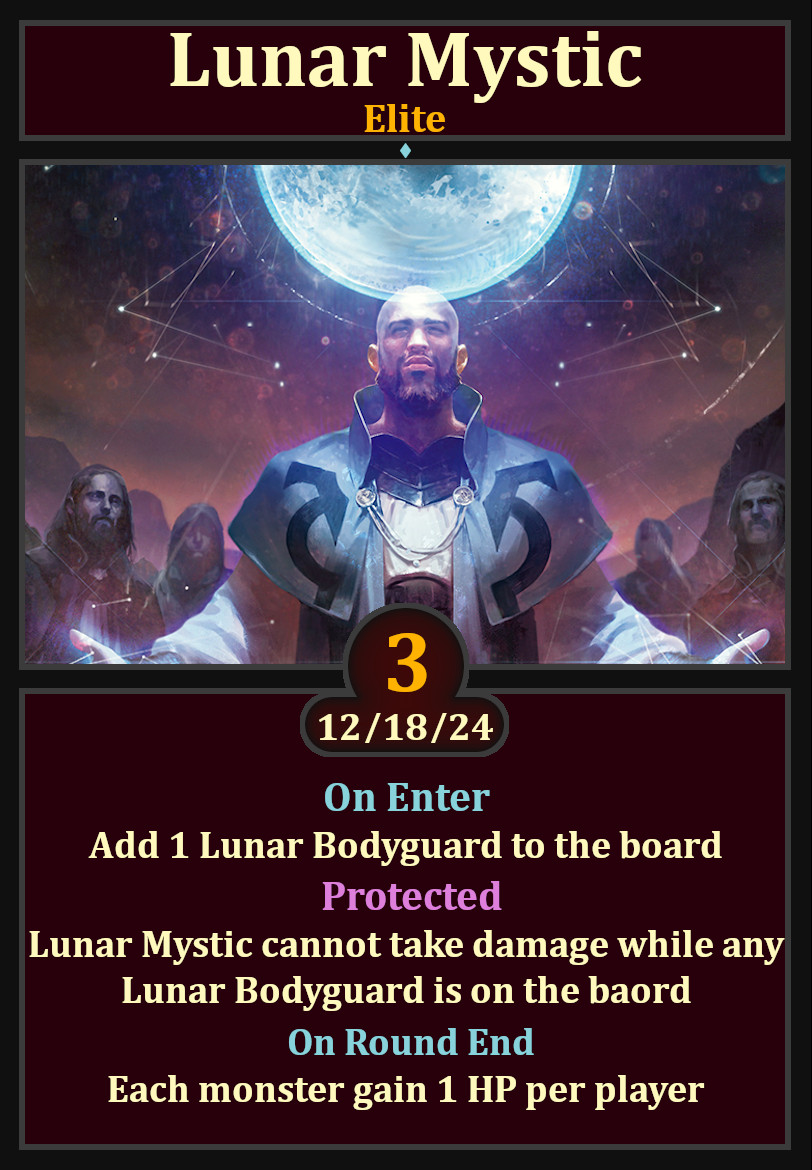 Lunar Mystic
Elite
3
12/18/24
On Enter
Add 1 Lunar Bodyguard to the board
Protected
Lunar Mystic cannot take damage while any
Lunar Bodyguard is on the baord
On Round End
Each monster gain 1 HP per player